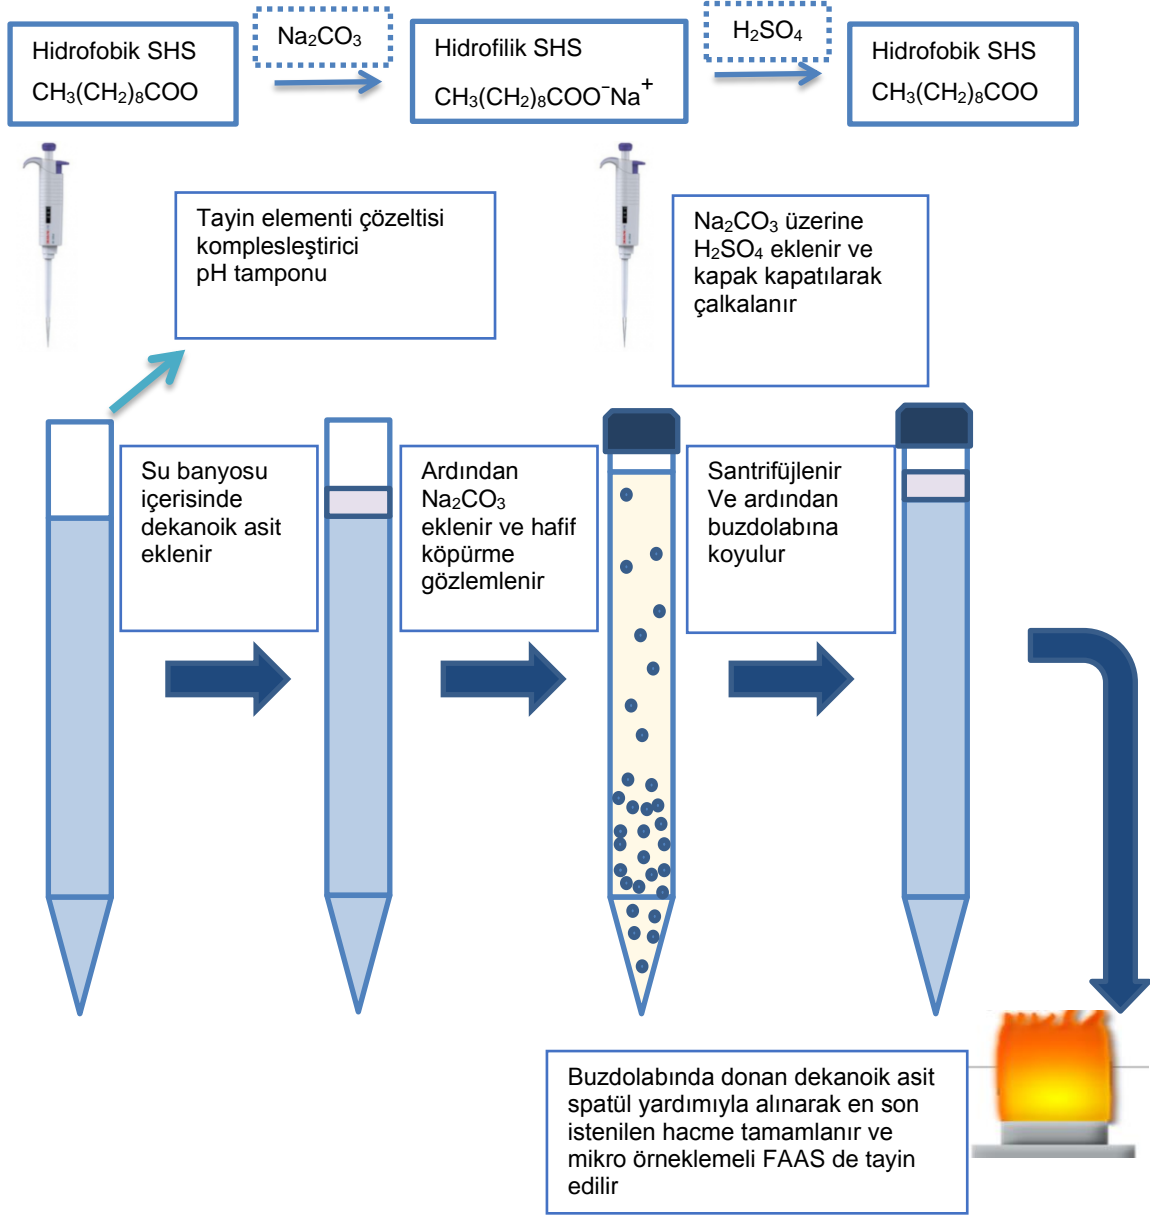 Hidrofobik SHS
CH₃(CH₂)₈COO
Na₂CO₃
Hidrofilik SHS
CH₃(CH₂)₈COO⁻Na⁺
H₂SO₄
Hidrofobik SHS
CH₃(CH₂)₈COO
Tayin elementi çözeltisi
komplesleştirici
pH tamponu
Na₂CO₃ üzerine
H₂SO₄ eklenir ve
kapak kapatılarak
çalkalanır
Su banyosu
içerisinde
dekanoik asit
eklenir
Ardından
Na₂CO₃
eklenir ve hafif
köpürme
gözlemlenir
Santrifüjlenir
Ve ardından
buzdolabına
koyulur
Buzdolabında donan dekanoik asit
spatül yardımıyla alınarak en son
istenilen hacme tamamlanır ve
mikro örneklemeli FAAS de tayin
edilir